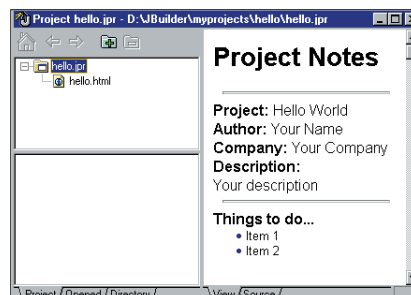 Project hello.jpr - D:\JBuilder\myprojects\hello\hello.jpr
hello.jpr
hello.html
Project Notes
Project: Hello World
Author: Your Name
Company: Your Company
Description:
Your description
Things to do...
Item 1
Item 2
Project Opened Directory
View Source